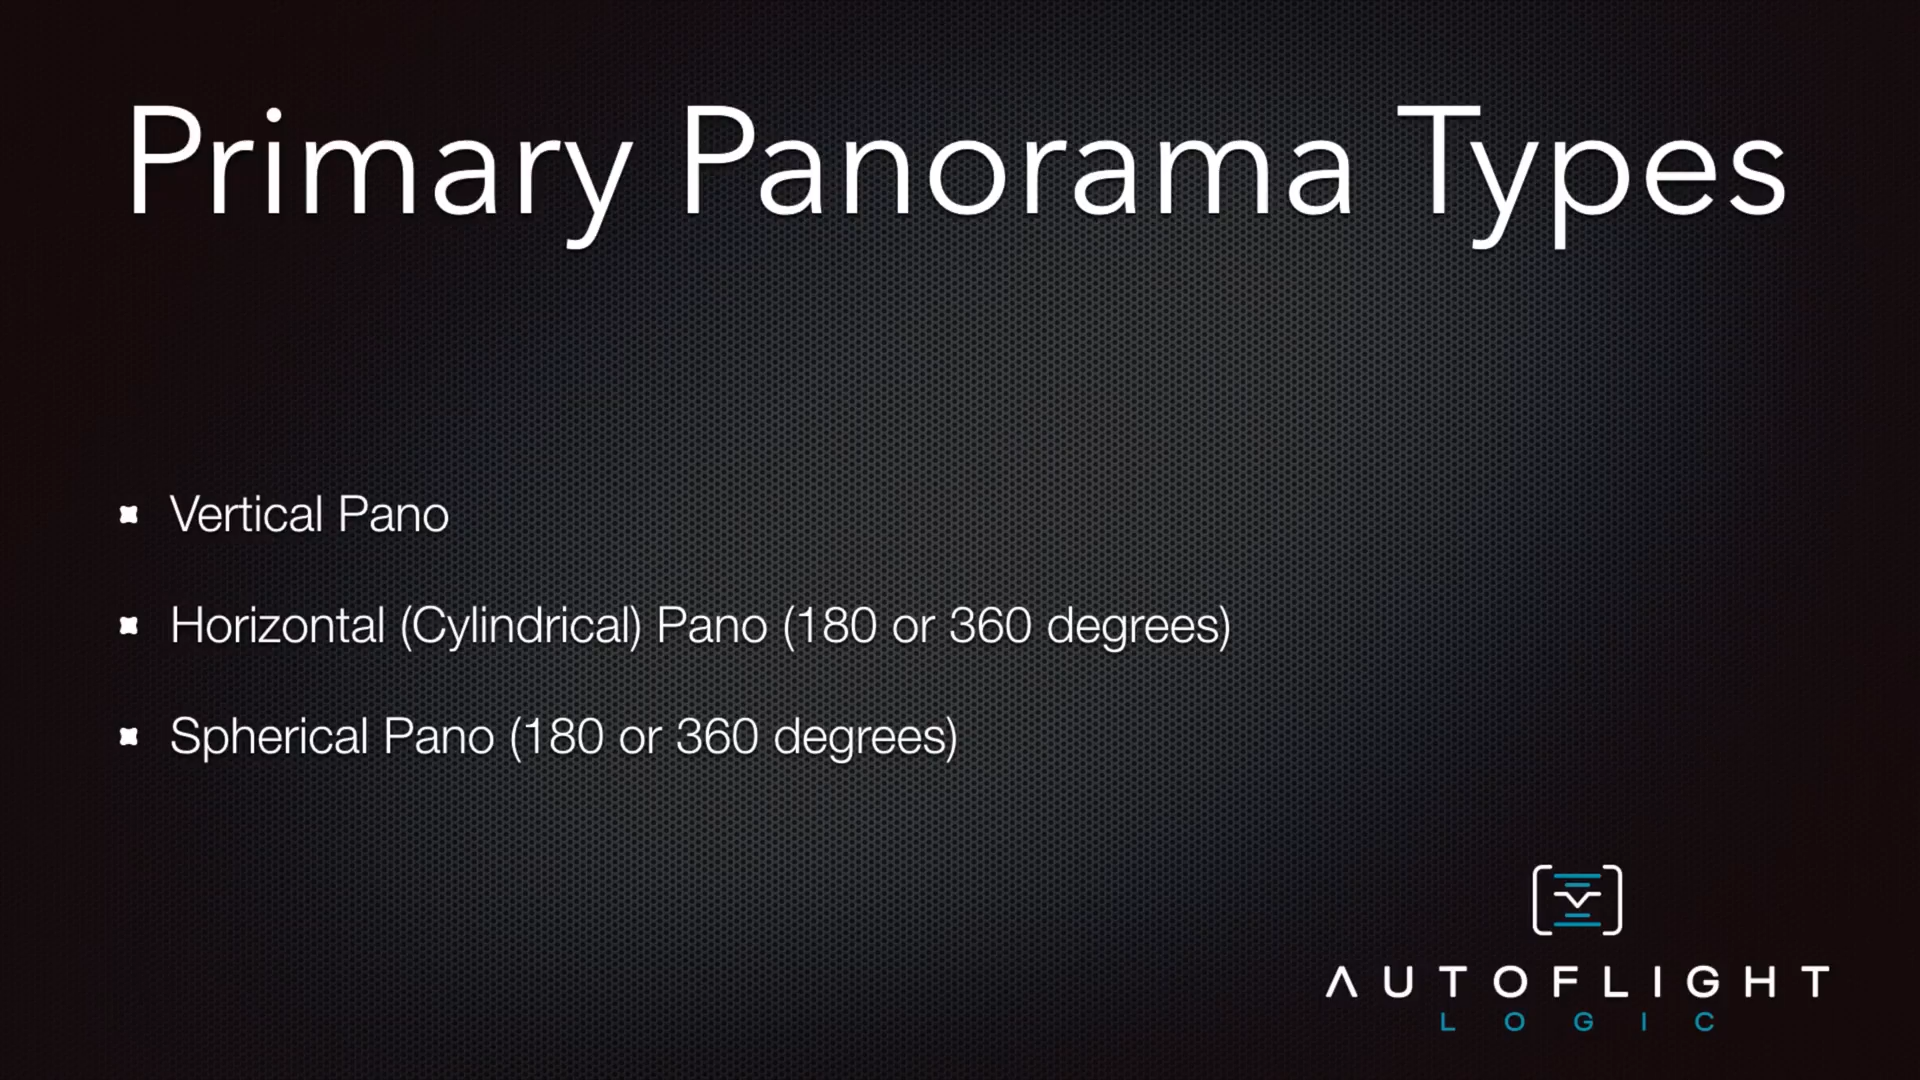 Primary Panorama Types
Vertical Pano
Horizontal (Cylindrical) Pano (180 or 360 degrees)
Spherical Pano (180 or 360 degrees)
AUTOFLIGHT
LOGIC